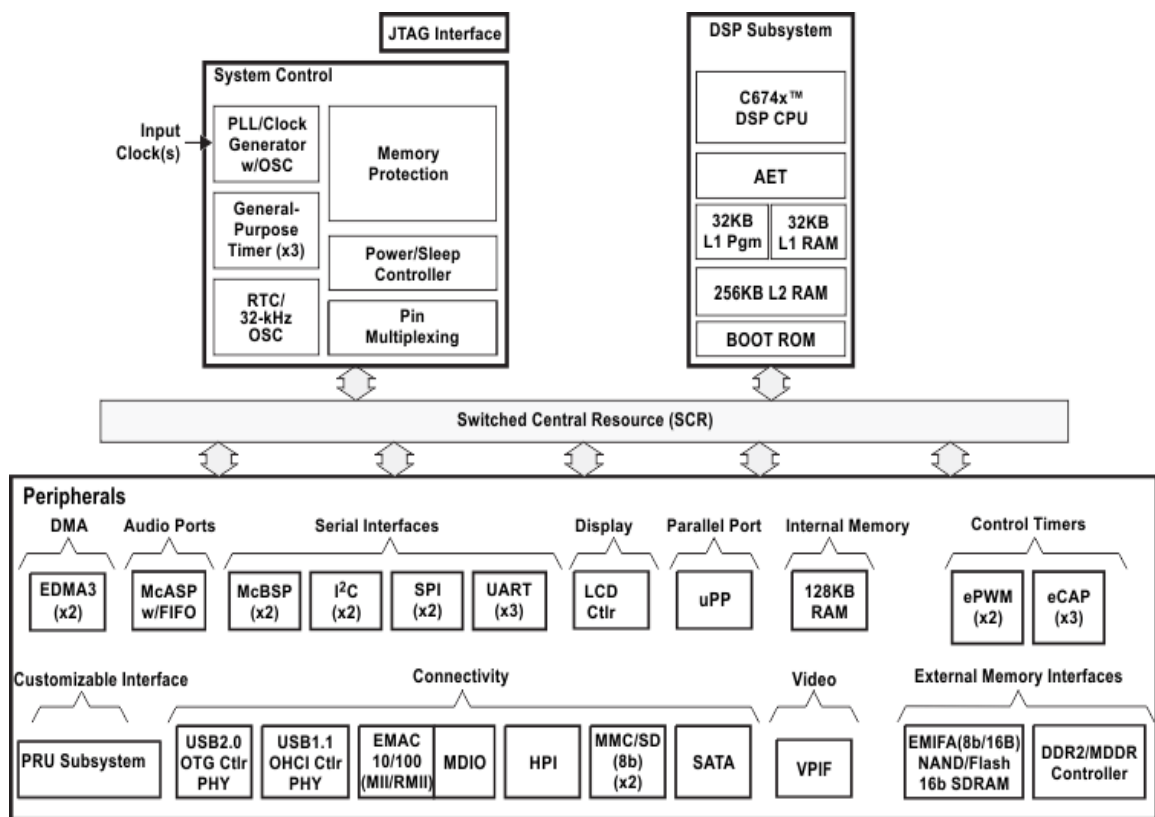 JTAG Interface
System Control
Input
Clock(s)
PLL/Clock
Generator
w/OSC
General-
Purpose
Timer (x3)
RTC/
32-kHz
OSC
Memory
Protection
Power/Sleep
Controller
Pin
Multiplexing
DSP Subsystem
C674x™
DSP CPU
AET
32KB
L1 Pgm
32KB
L1 RAM
256KB L2 RAM
BOOT ROM
Switched Central Resource (SCR)
Peripherals
DMA
EDMA3
(x2)
Audio Ports
McASP
w/FIFO
Serial Interfaces
McBSP
(x2)
I²C
(x2)
SPI
(x2)
UART
(x3)
Display
LCD
Ctlr
Parallel Port
uPP
Internal Memory
128KB
RAM
Control Timers
ePWM
(x2)
eCAP
(x3)
Customizable Interface
PRU Subsystem
Connectivity
USB2.0
OTG Ctlr
PHY
USB1.1
OHCI Ctlr
PHY
EMAC
10/100
(MII/RMII)
MDIO
HPI
MMC/SD
(8b)
(x2)
SATA
Video
VPIF
External Memory Interfaces
EMIFA(8b/16B)
NAND/Flash
16b SDRAM
DDR2/MDDR
Controller